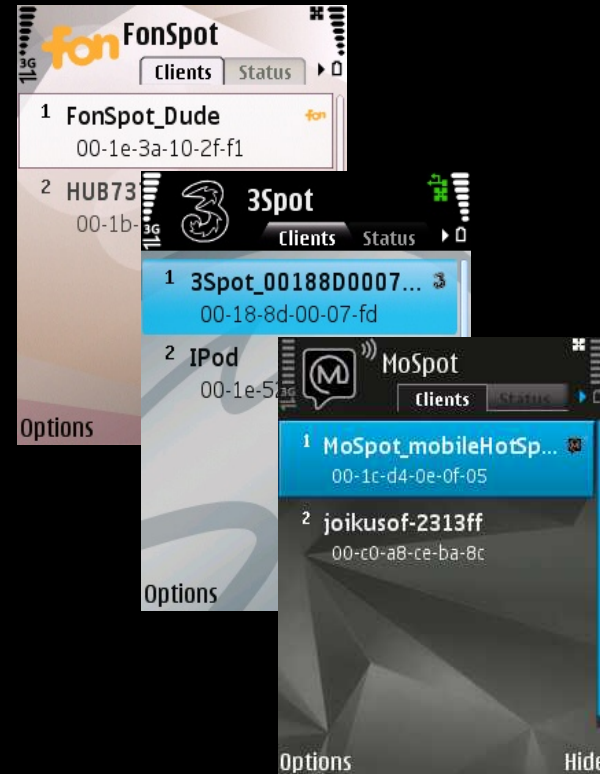 fon FonSpot
3G
Clients Status
1 FonSpot_Dude fon
00-1e-3a-10-2f-f1
2 HUB73
00-1b-
Options
3Spot
3G
Clients Status
1 3Spot_00188D0007...
00-18-8d-00-07-fd
2 IPod
00-1e-52
Options
M MoSpot
3G
Clients Status
1 MoSpot_mobileHotSp...
00-1c-d4-0e-0f-05
2 joikusof-2313ff
00-c0-a8-ce-ba-8c
Options Hide